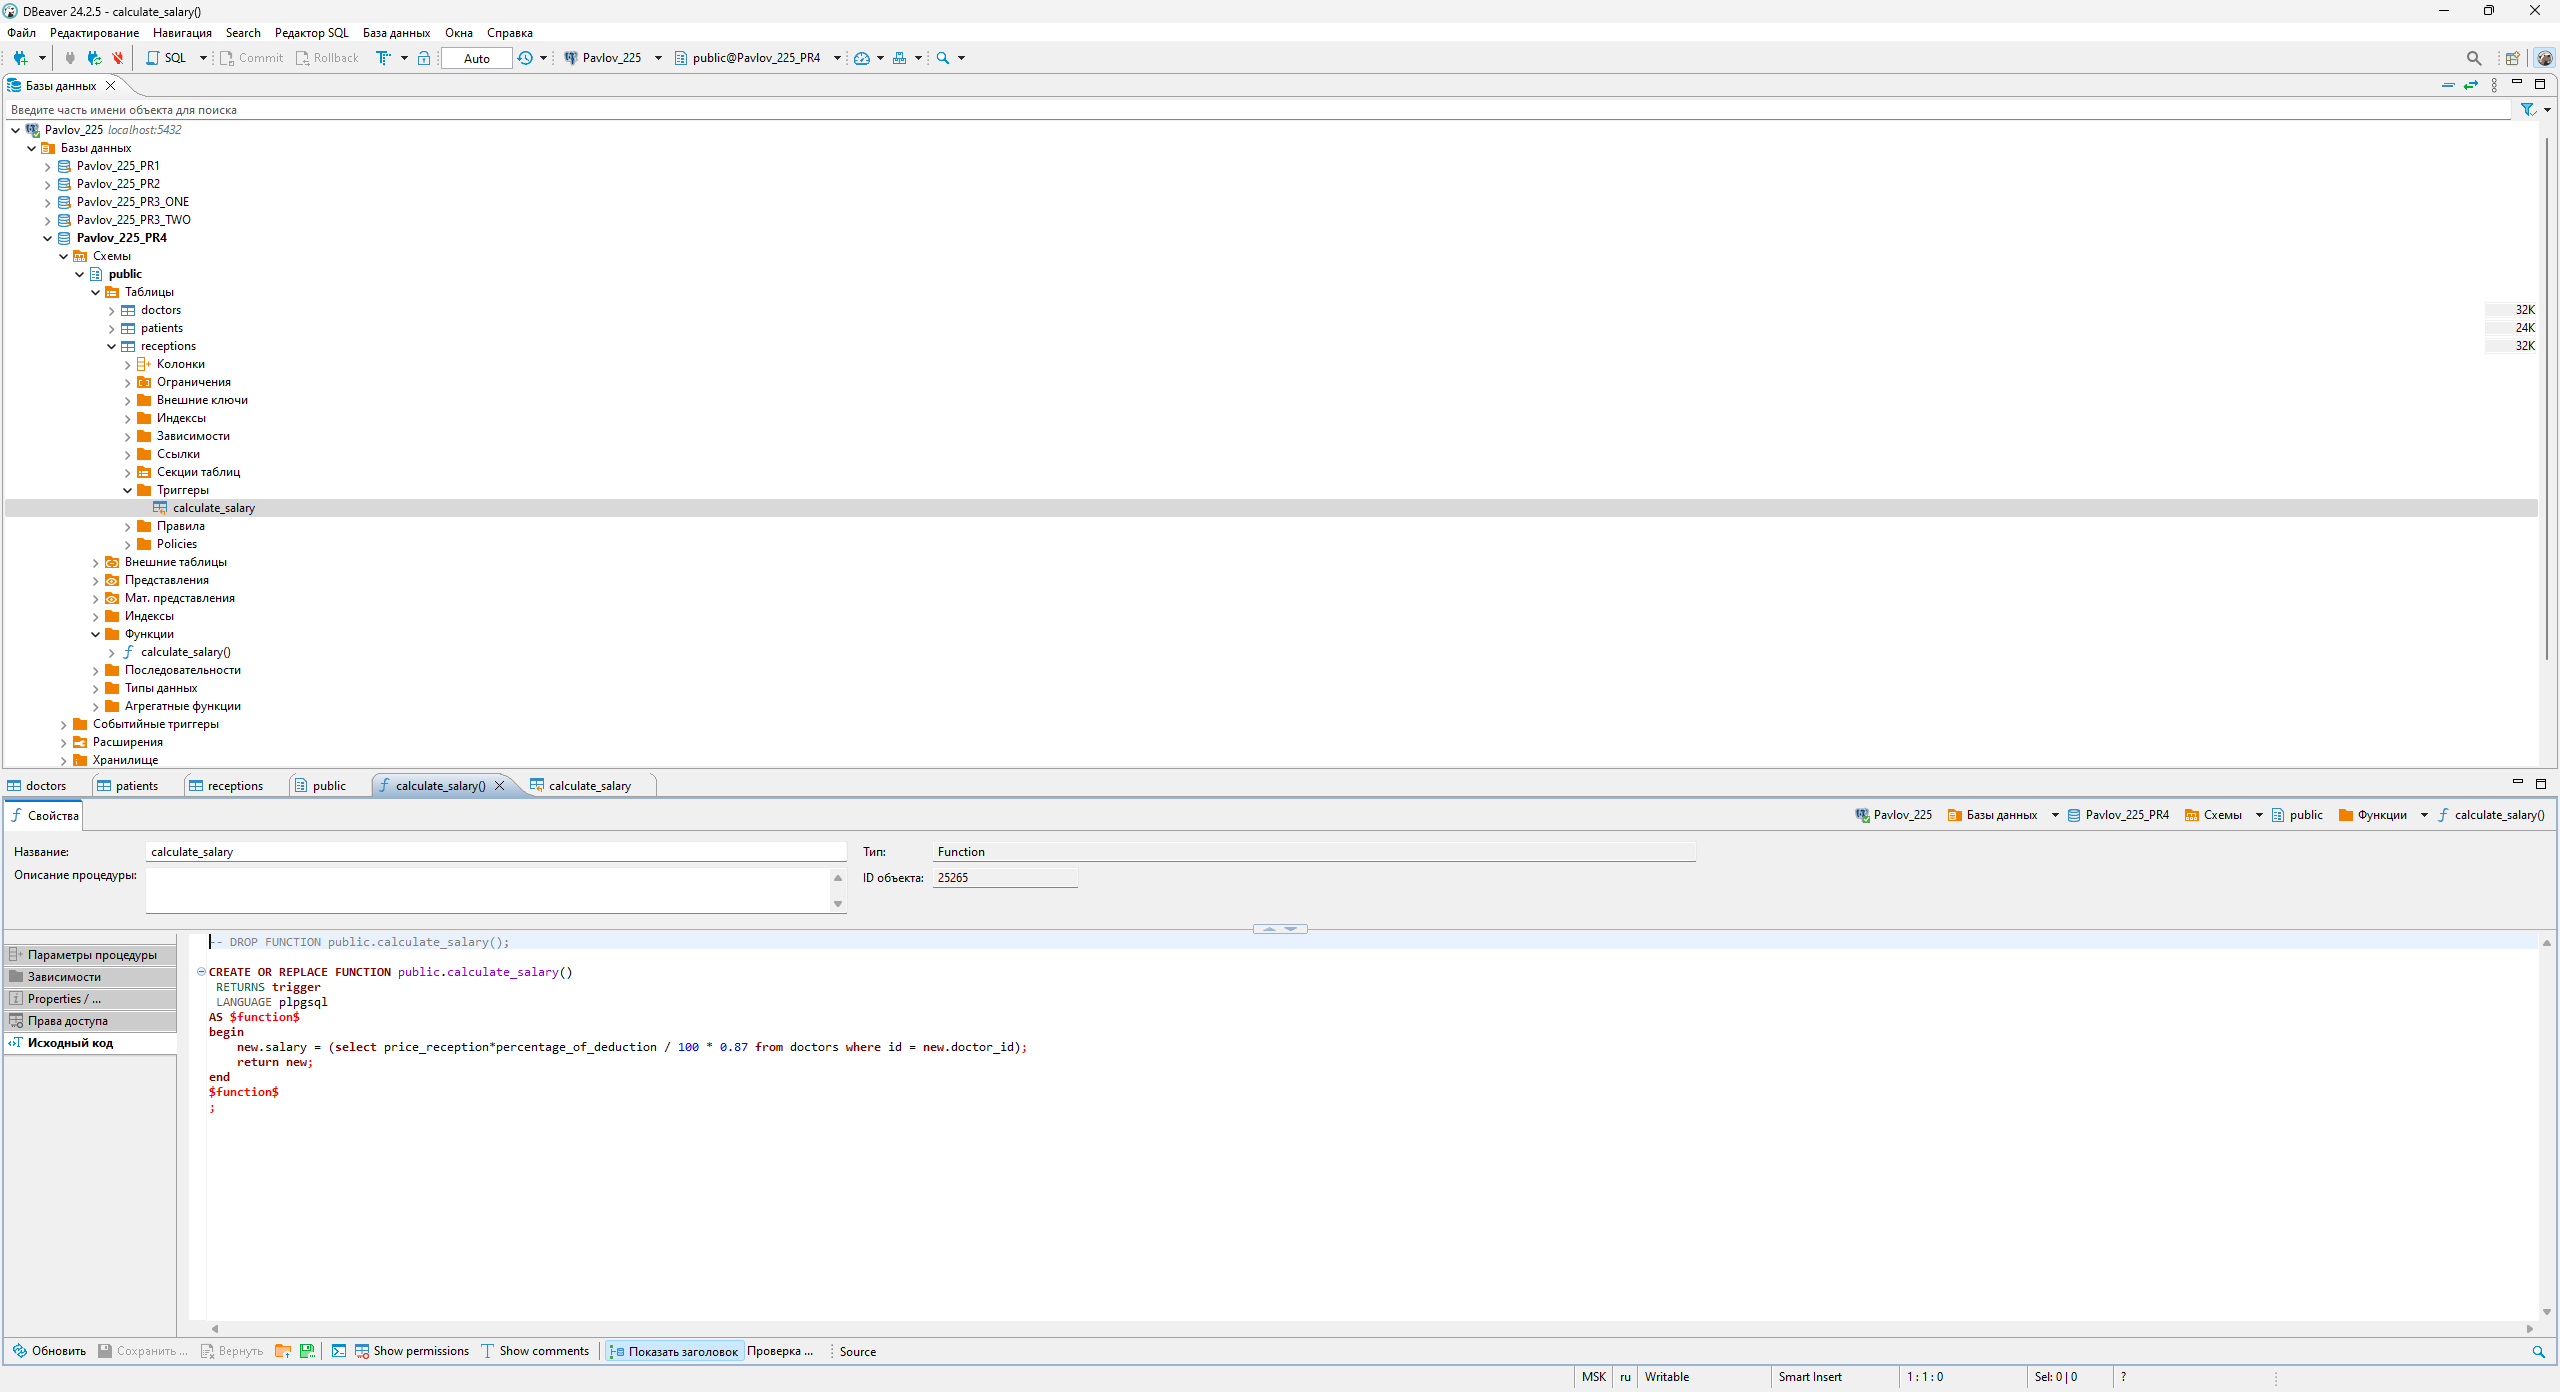 DBeaver 24.2.5 - calculate_salary()
Файл Редактирование Навигация Search Редактор SQL База данных Окна Справка
SQL Commit Rollback Auto Pavlov_225 public@Pavlov_225_PR4
Базы данных
Введите часть имени объекта для поиска
Pavlov_225 localhost:5432
Базы данных
Pavlov_225_PR1
Pavlov_225_PR2
Pavlov_225_PR3_ONE
Pavlov_225_PR3_TWO
Pavlov_225_PR4
Схемы
public
Таблицы
doctors 32K
patients 24K
receptions 32K
Колонки
Ограничения
Внешние ключи
Индексы
Зависимости
Ссылки
Секции таблиц
Триггеры
calculate_salary
Правила
Policies
Внешние таблицы
Представления
Мат. представления
Индексы
Функции
calculate_salary()
Последовательности
Типы данных
Агрегатные функции
Событийные триггеры
Расширения
Хранилище
doctors patients receptions public calculate_salary() calculate_salary
Свойства Pavlov_225 Базы данных Pavlov_225_PR4 Схемы public Функции calculate_salary()
Название: calculate_salary Тип: Function
Описание процедуры: ID объекта: 25265
Параметры процедуры
Зависимости
Properties / ...
Права доступа
Исходный код
-- DROP FUNCTION public.calculate_salary();
CREATE OR REPLACE FUNCTION public.calculate_salary()
RETURNS trigger
LANGUAGE plpgsql
AS $function$
begin
new.salary = (select price_reception*percentage_of_deduction / 100 * 0.87 from doctors where id = new.doctor_id);
return new;
end
$function$
;
Обновить Сохранить ... Вернуть Show permissions Show comments Показать заголовок Проверка ... Source
MSK ru Writable Smart Insert 1 : 1 : 0 Sel: 0 | 0 ?